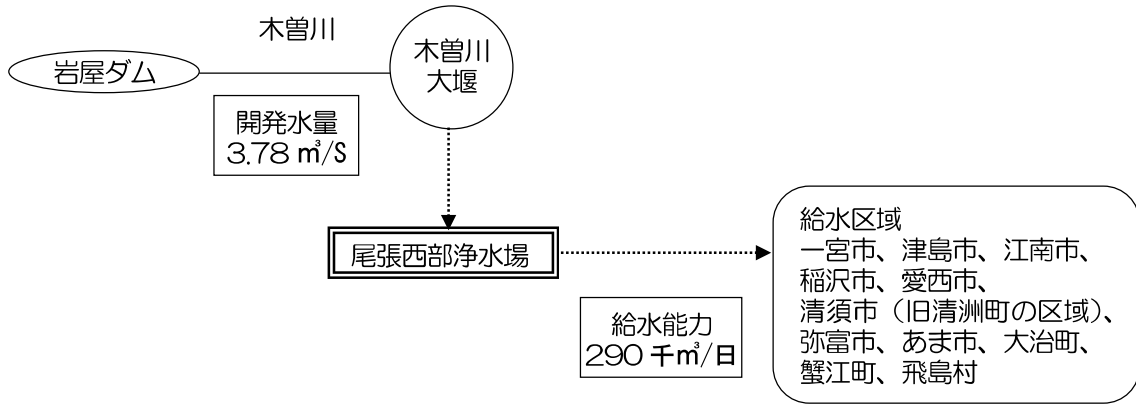 木曽川
岩屋ダム
木曽川
大堰
開発水量
3.78 ㎥/S
尾張西部浄水場
給水能力
290 千㎥/日
給水区域
一宮市、津島市、江南市、
稲沢市、愛西市、
清須市（旧清洲町の区域）、
弥富市、あま市、大治町、
蟹江町、飛島村